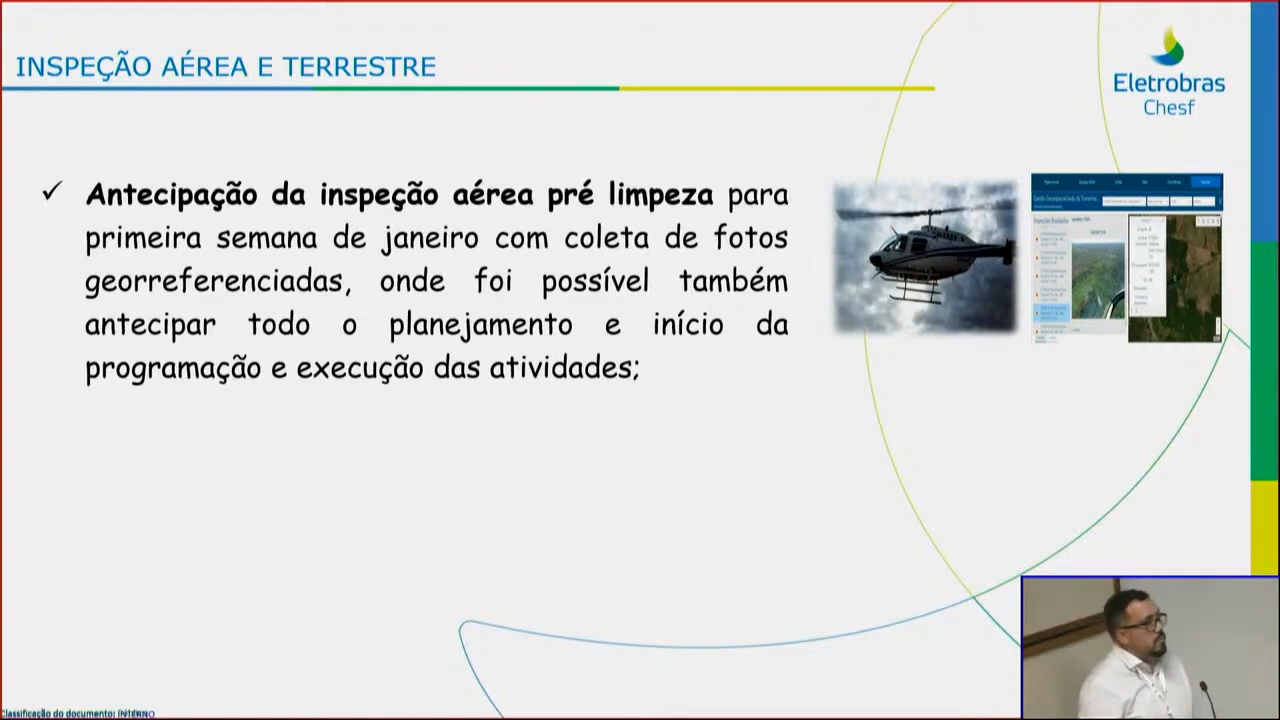 INSPEÇÃO AÉREA E TERRESTRE
Eletrobras
Chesf
✓ Antecipação da inspeção aérea pré limpeza para
primeira semana de janeiro com coleta de fotos
georreferenciadas, onde foi possível também
antecipar todo o planejamento e início da
programação e execução das atividades;
Classificação do documento: INTERNO